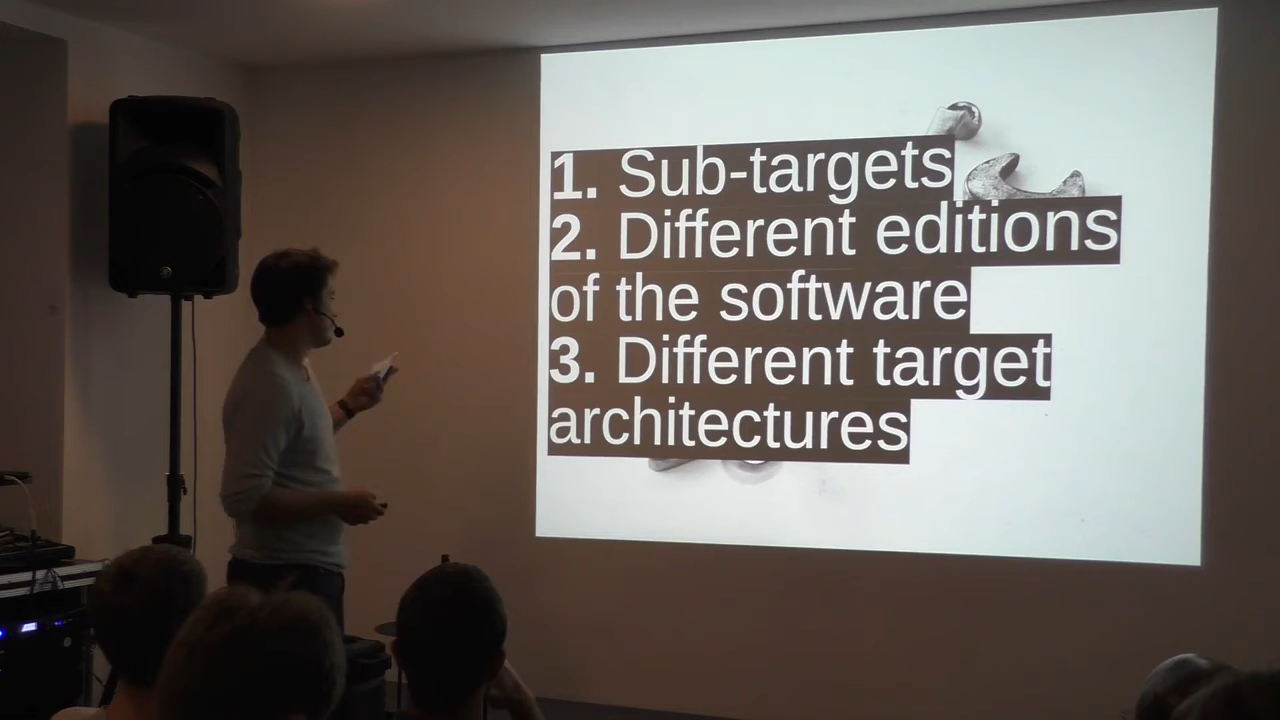 1. Sub-targets
2. Different editions
of the software
3. Different target
architectures